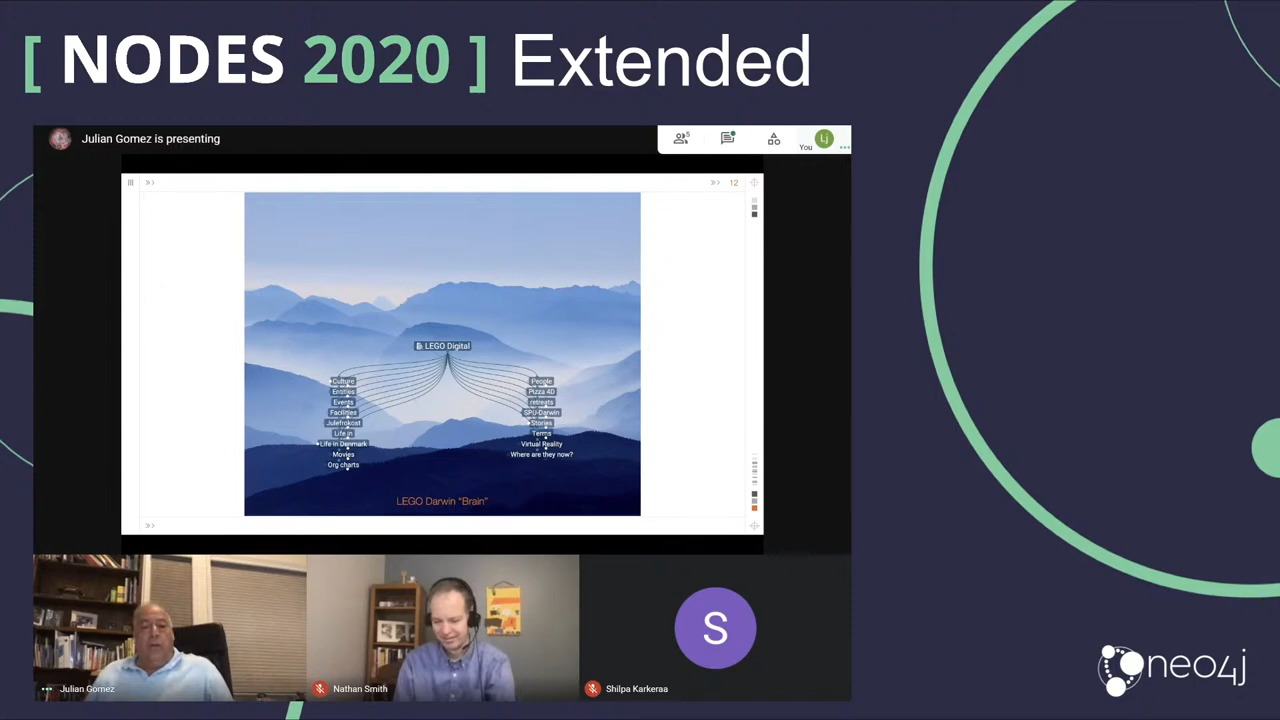 [ NODES 2020 ] Extended
Julian Gomez is presenting
5
You
Lj
12
LEGO Digital
Culture
Entities
Events
Facilities
Julefrokost
Life in
Life in Denmark
Movies
Org charts
People
Pizza 4D
retreats
SPU-Darwin
Stories
Terms
Virtual Reality
Where are they now?
LEGO Darwin “Brain”
S
Julian Gomez
Nathan Smith
Shilpa Karkeraa
neo4j